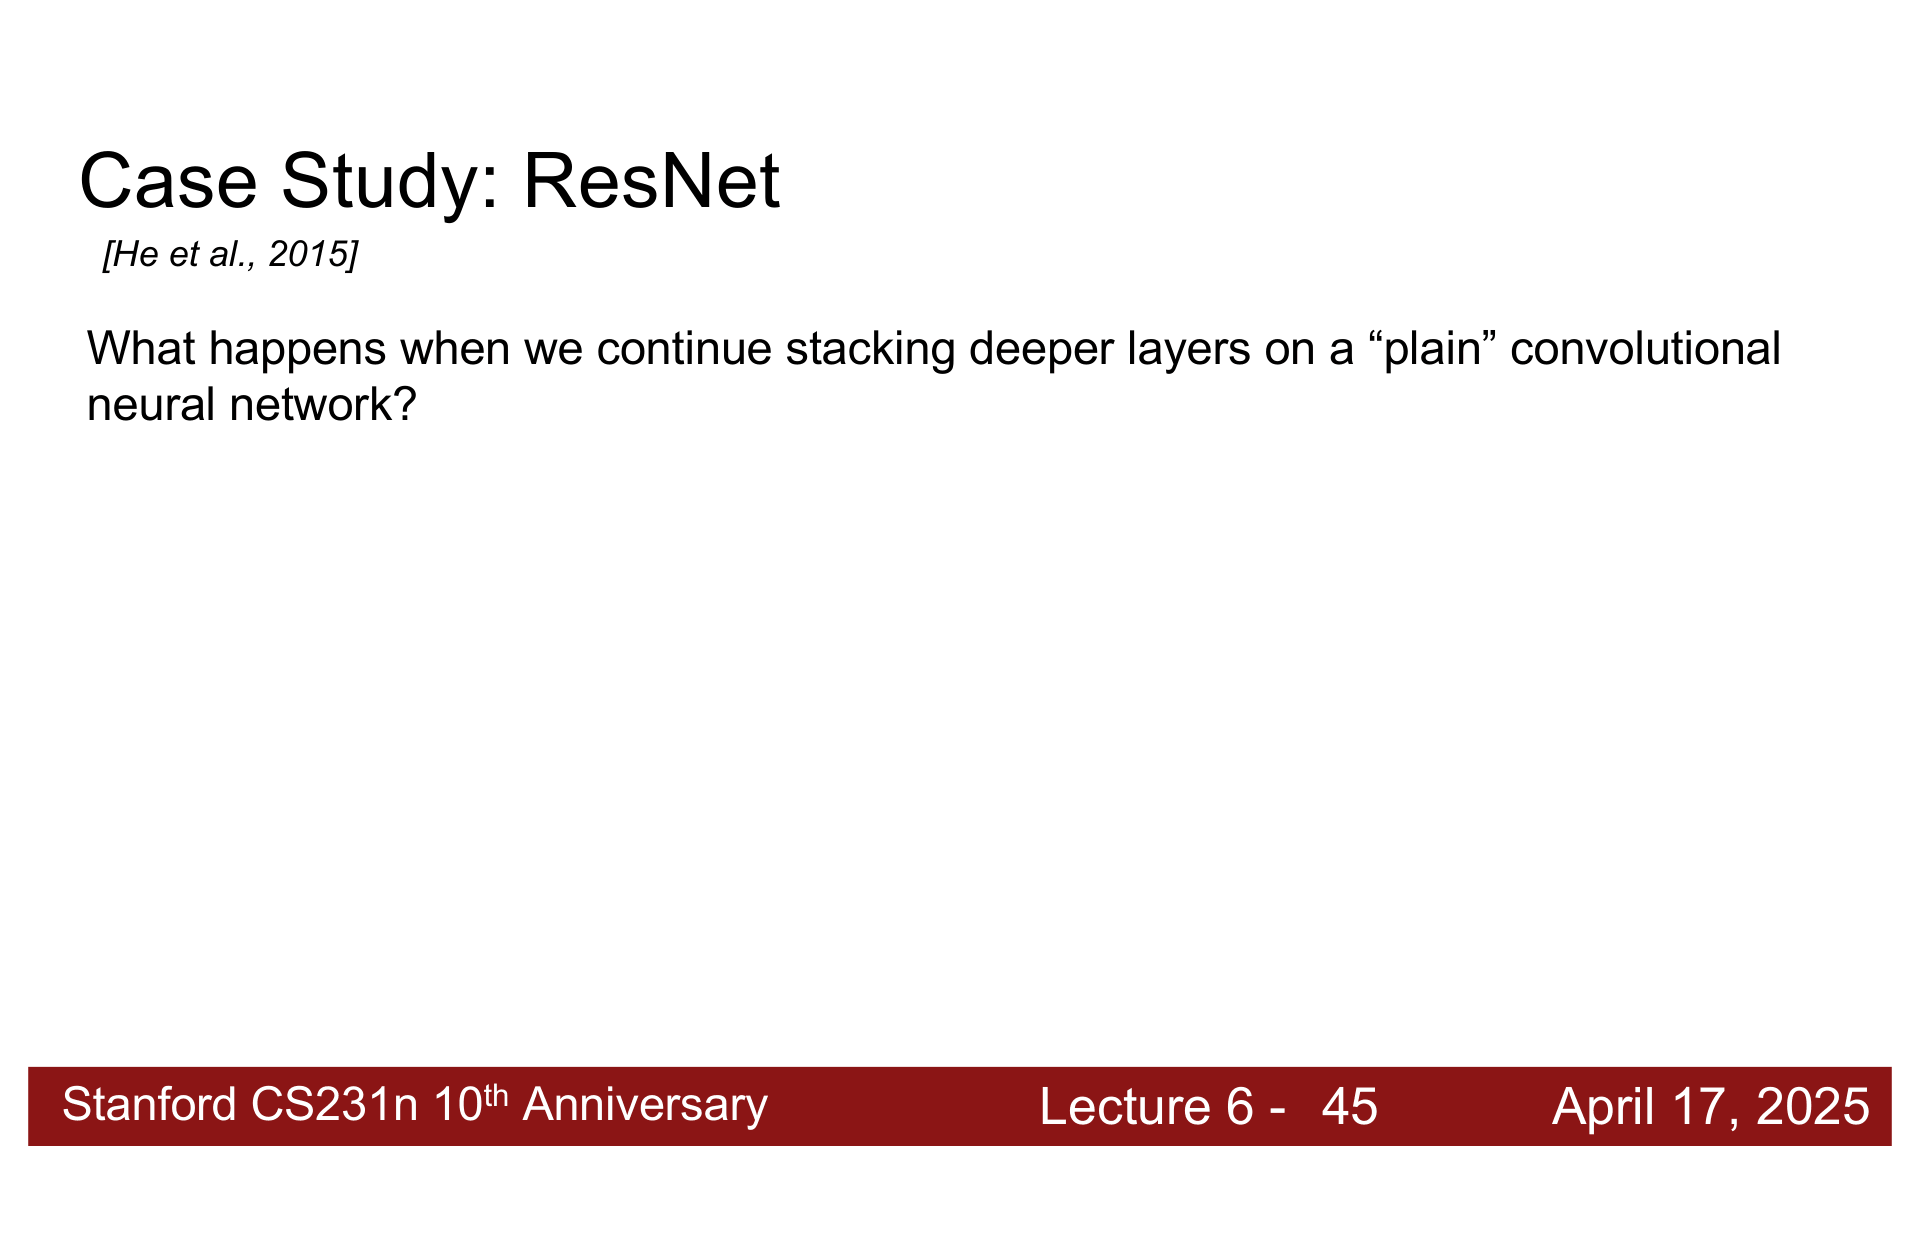 Case Study: ResNet
[He et al., 2015]
What happens when we continue stacking deeper layers on a “plain” convolutional
neural network?
Stanford CS231n 10th Anniversary
Lecture 6 - 45
April 17, 2025